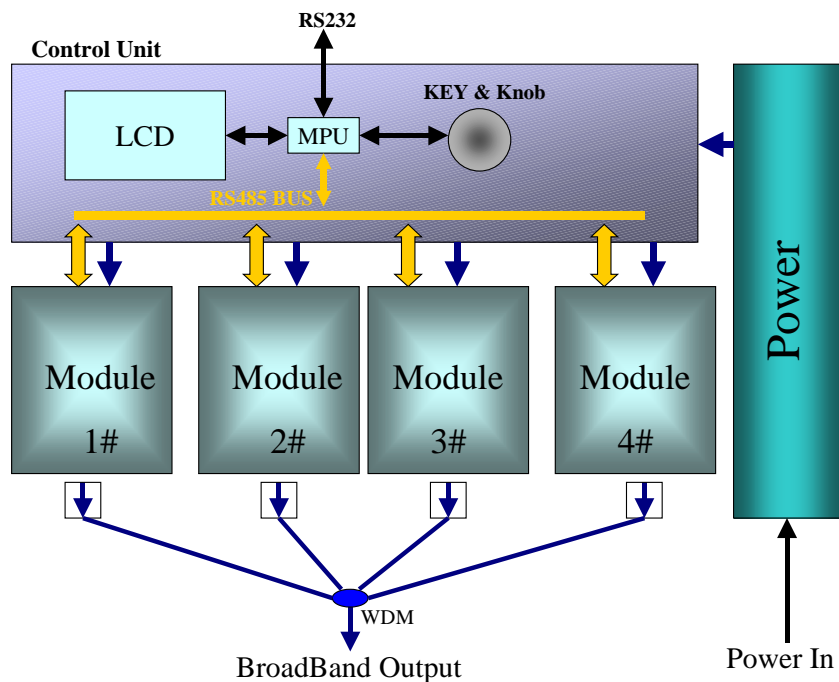 RS232
Control Unit
KEY & Knob
LCD
MPU
RS485 BUS
Power
Module
1#
Module
2#
Module
3#
Module
4#
WDM
BroadBand Output
Power In